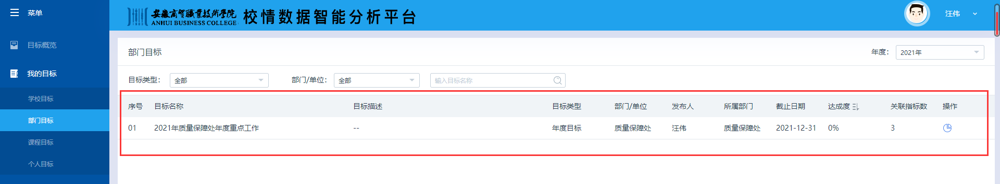 菜单
安徽商贸职业技术学院
ANHUI BUSINESS COLLEGE
校情数据智能分析平台
汪伟
目标概览
我的目标
学校目标
部门目标
课程目标
个人目标
部门目标
年度： 2021年
目标类型： 全部 部门/单位： 全部 输入目标名称
序号 目标名称 目标描述 目标类型 部门/单位 发布人 所属部门 截止日期 达成度 关联指标数 操作
01 2021年质量保障处年度重点工作 -- 年度目标 质量保障处 汪伟 质量保障处 2021-12-31 0% 3